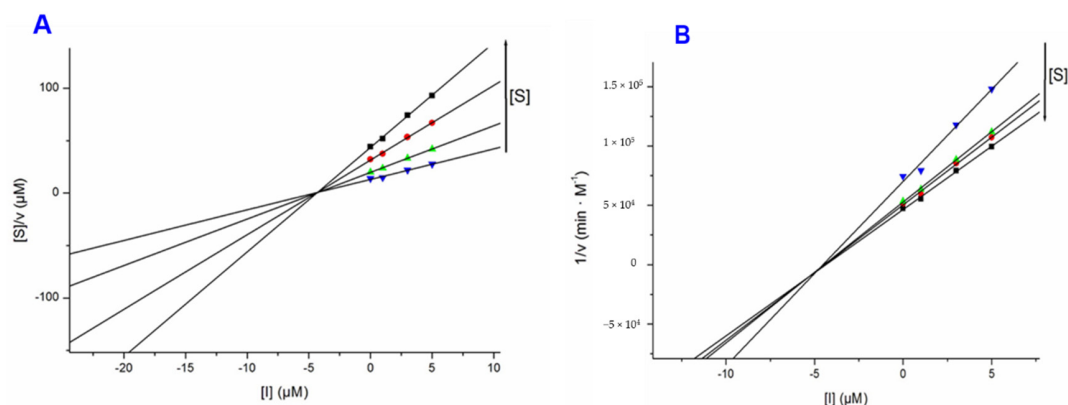 A
[S]/v (µM)
100
0
-100
-20
-15
-10
-5
0
5
10
[I] (µM)
[S]
B
1/v (min · M⁻¹)
1.5 × 10⁵
1 × 10⁵
5 × 10⁴
0
−5 × 10⁴
-10
-5
0
5
[I] (µM)
[S]